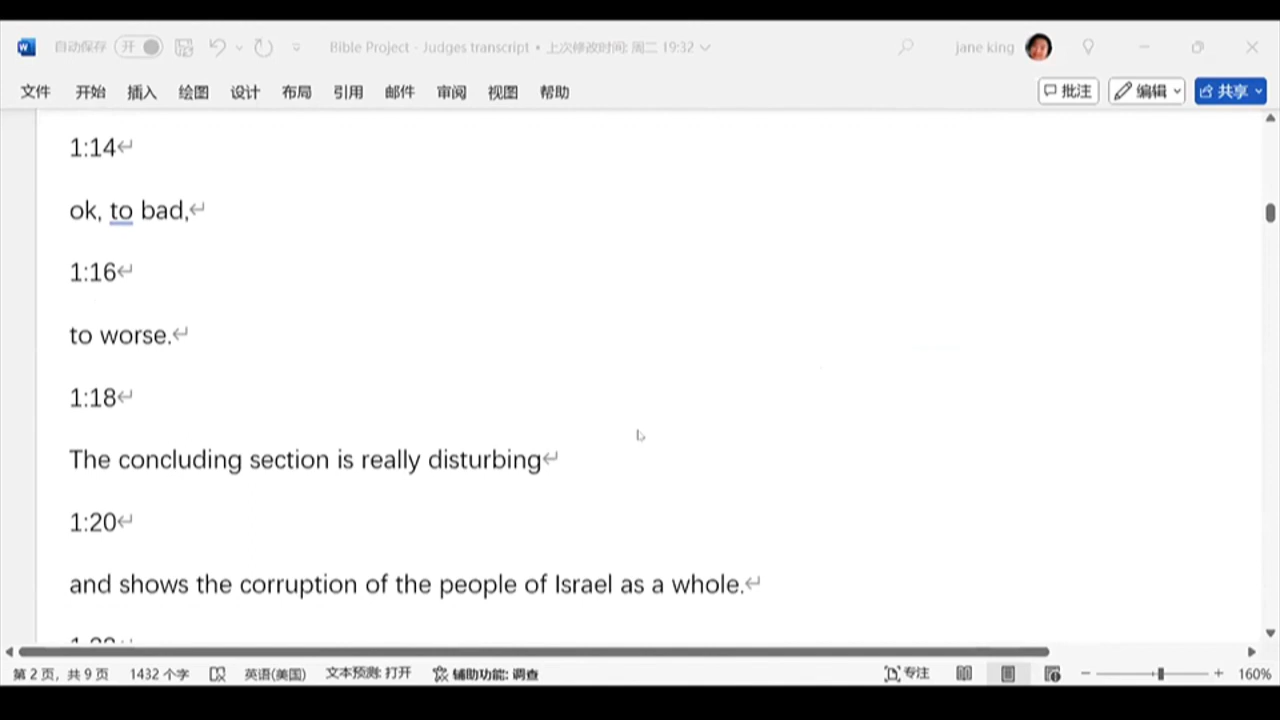 自动保存 开 Bible Project - Judges transcript • 上次修改时间: 周二 19:32 jane king
文件 开始 插入 绘图 设计 布局 引用 邮件 审阅 视图 帮助 批注 编辑 共享
1:14
ok, to bad,
1:16
to worse.
1:18
The concluding section is really disturbing
1:20
and shows the corruption of the people of Israel as a whole.
第 2 页, 共 9 页 1432 个字 英语(美国) 文本预测: 打开 辅助功能: 调查 专注 160%